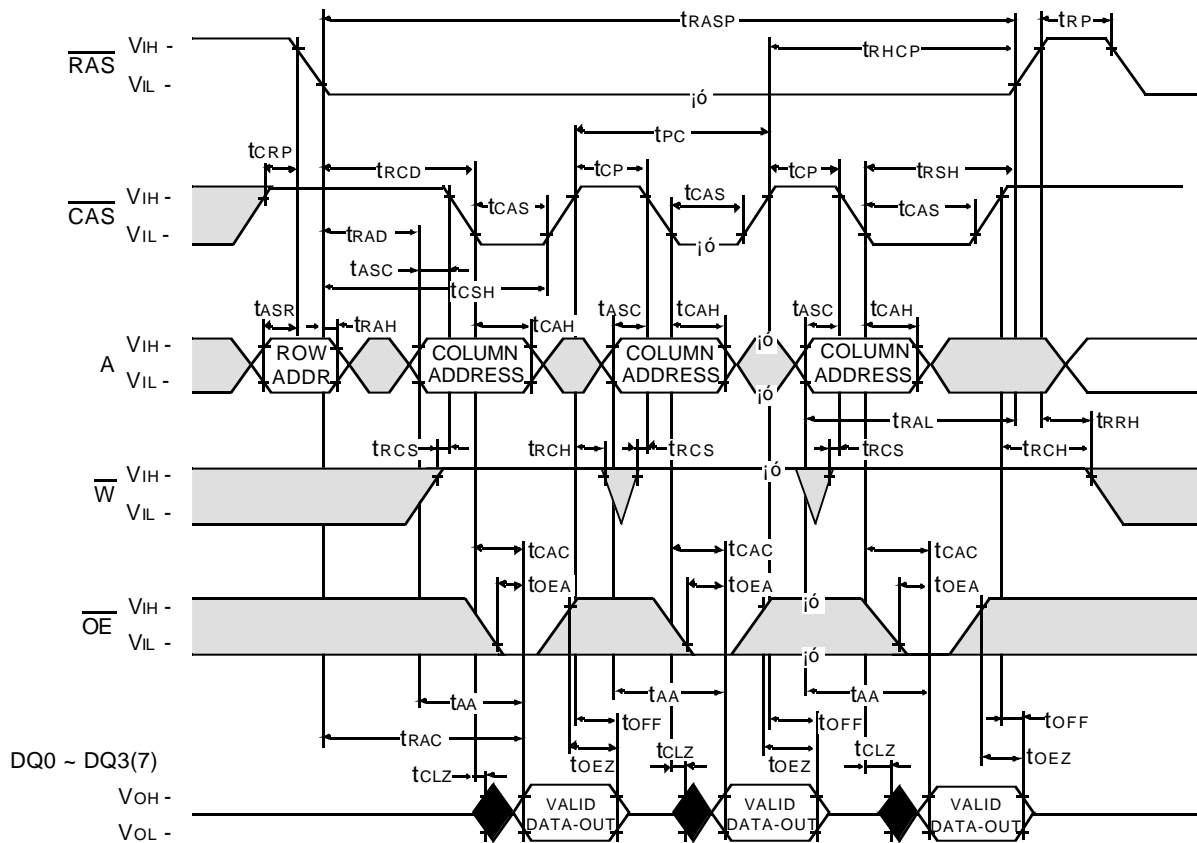 tRASP
tRP
VIH -
RAS
VIL -
tRHCP
¡ó
tPC
tCRP
tRCD
tCP
tCP
tRSH
VIH -
CAS
VIL -
tCAS
tCAS
tCAS
¡ó
tRAD
tASC
tCSH
tASR
tRAH
tCAH
tASC
tCAH
tASC
tCAH
VIH -
A
VIL -
ROW
ADDR
COLUMN
ADDRESS
COLUMN
ADDRESS
¡ó
¡ó
COLUMN
ADDRESS
tRAL
tRRH
tRCS
tRCH
tRCS
tRCS
tRCH
VIH -
W
VIL -
¡ó
tCAC
tCAC
tCAC
tOEA
tOEA
tOEA
VIH -
OE
VIL -
¡ó
¡ó
tAA
tAA
tAA
tOFF
tOFF
tOFF
tRAC
tOEZ
tOEZ
tOEZ
DQ0 ~ DQ3(7)
tCLZ
tCLZ
tCLZ
VOH -
VOL -
VALID
DATA-OUT
VALID
DATA-OUT
VALID
DATA-OUT